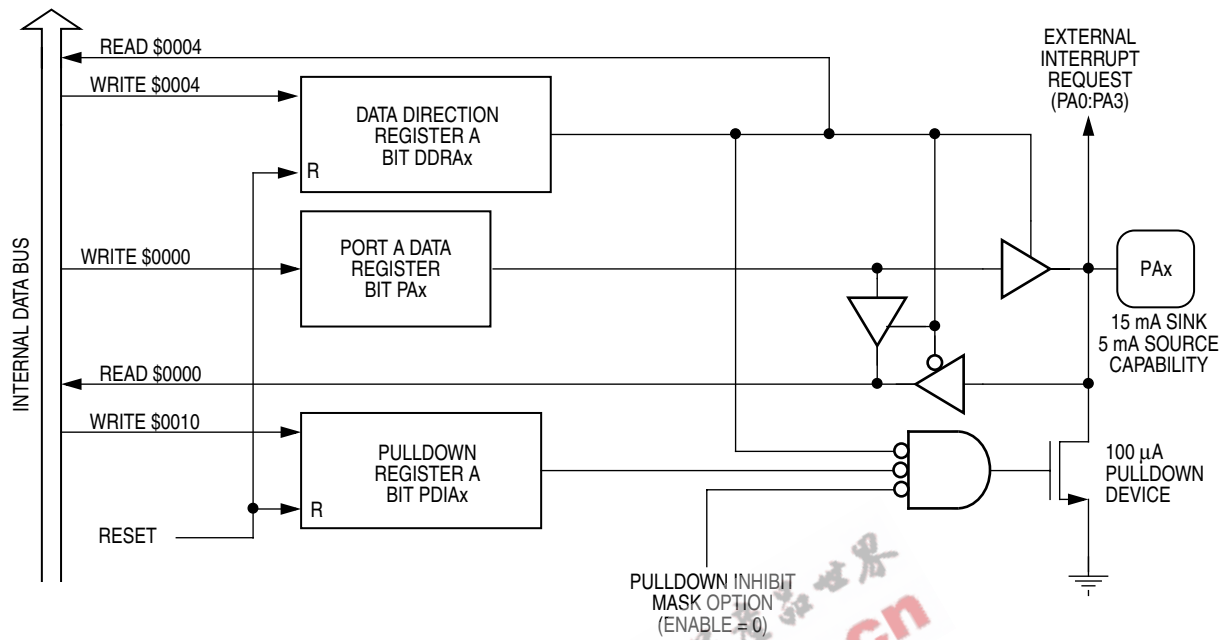 READ $0004
WRITE $0004
DATA DIRECTION
REGISTER A
BIT DDRAx
R
EXTERNAL
INTERRUPT
REQUEST
(PA0:PA3)
INTERNAL DATA BUS
WRITE $0000
PORT A DATA
REGISTER
BIT PAx
PAx
15 mA SINK
5 mA SOURCE
CAPABILITY
READ $0000
WRITE $0010
PULLDOWN
REGISTER A
BIT PDIAx
R
100 µA
PULLDOWN
DEVICE
RESET
PULLDOWN INHIBIT
MASK OPTION
(ENABLE = 0)